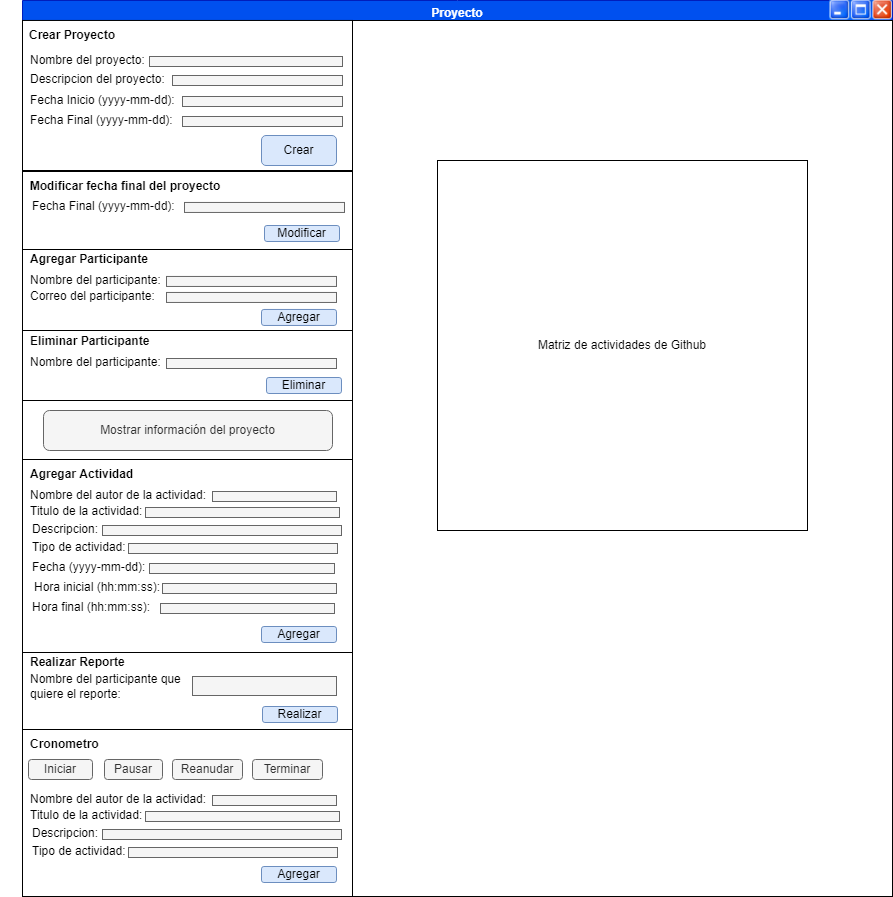 Proyecto
Crear Proyecto
Nombre del proyecto:
Descripcion del proyecto:
Fecha Inicio (yyyy-mm-dd):
Fecha Final (yyyy-mm-dd):
Crear
Modificar fecha final del proyecto
Fecha Final (yyyy-mm-dd):
Modificar
Agregar Participante
Nombre del participante:
Correo del participante:
Agregar
Eliminar Participante
Nombre del participante:
Eliminar
Mostrar información del proyecto
Agregar Actividad
Nombre del autor de la actividad:
Titulo de la actividad:
Descripcion:
Tipo de actividad:
Fecha (yyyy-mm-dd):
Hora inicial (hh:mm:ss):
Hora final (hh:mm:ss):
Agregar
Realizar Reporte
Nombre del participante que
quiere el reporte:
Realizar
Cronometro
Iniciar Pausar Reanudar Terminar
Nombre del autor de la actividad:
Titulo de la actividad:
Descripcion:
Tipo de actividad:
Agregar
Matriz de actividades de Github